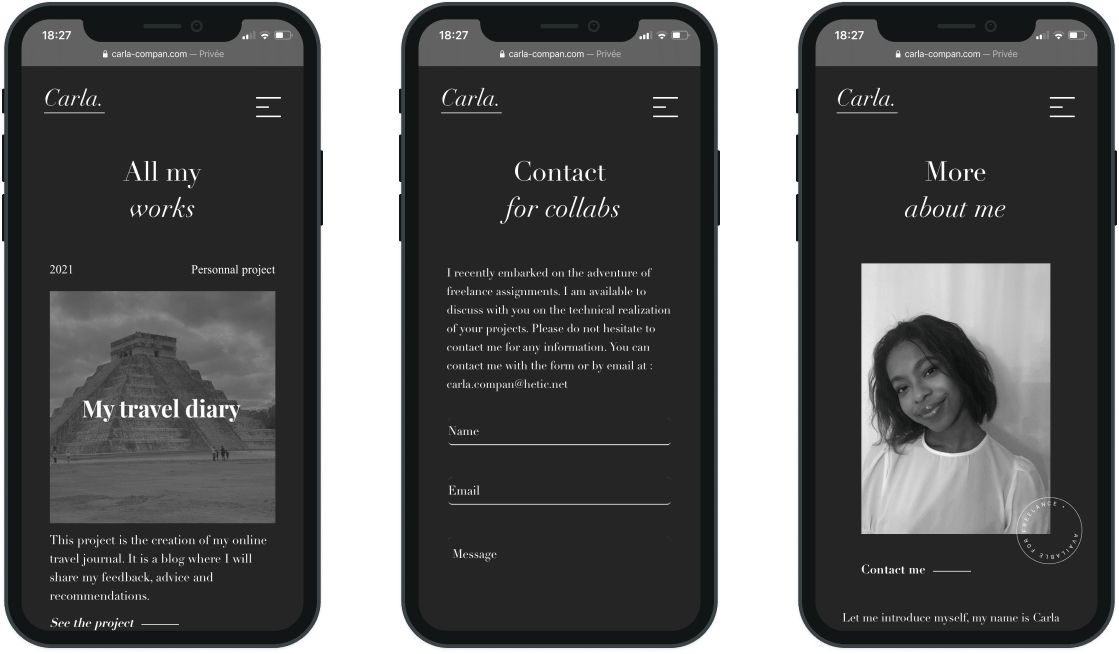 18:27
carla-compan.com — Privée
Carla.
All my
works
2021
Personnal project
My travel diary
This project is the creation of my online
travel journal. It is a blog where I will
share my feedback, advice and
recommendations.
See the project
18:27
carla-compan.com — Privée
Carla.
Contact
for collabs
I recently embarked on the adventure of
freelance assignments. I am available to
discuss with you on the technical realization
of your projects. Please do not hesitate to
contact me for any information. You can
contact me with the form or by email at :
carla.compan@hetic.net
Name
Email
Message
18:27
carla-compan.com — Privée
Carla.
More
about me
AVAILABLE FOR FREELANCE •
Contact me
Let me introduce myself, my name is Carla